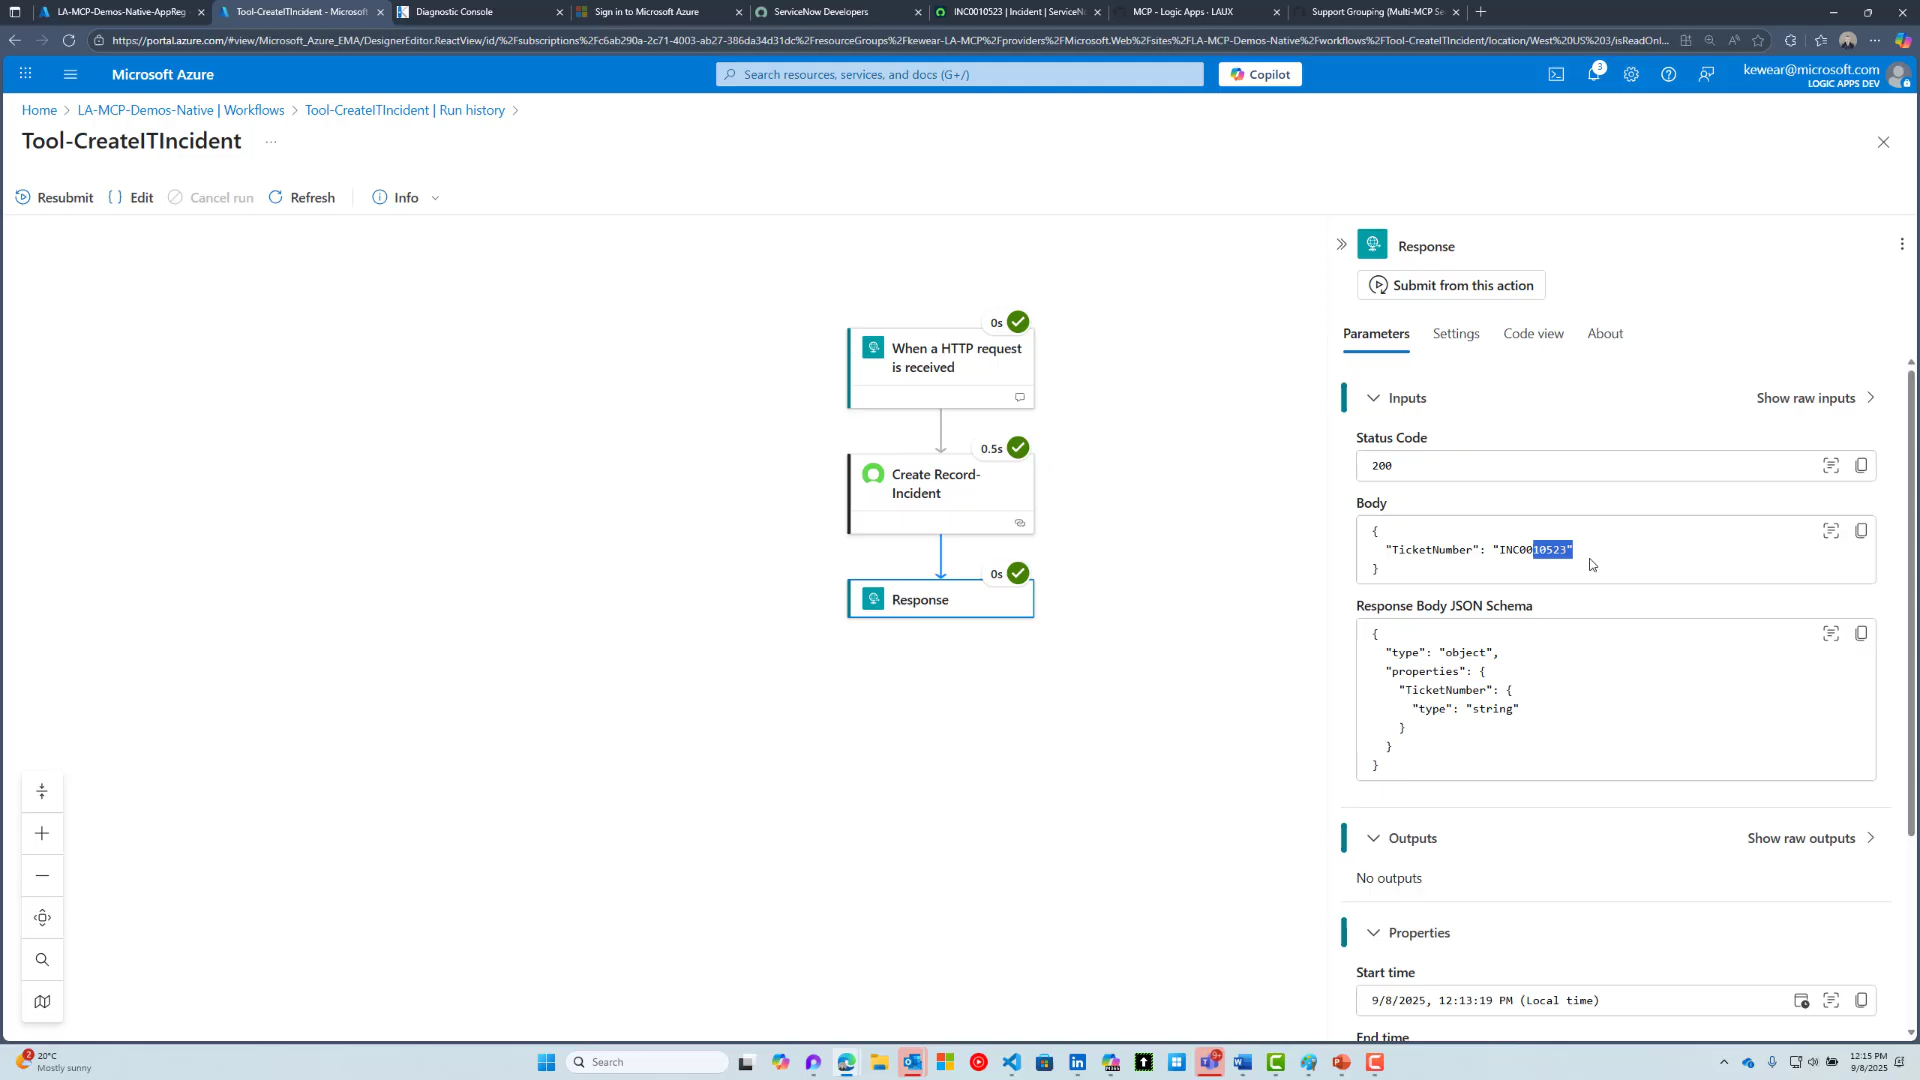 LA-MCP-Demos-Native-AppReg
Tool-CreateITIncident - Microsoft
Diagnostic Console
Sign in to Microsoft Azure
ServiceNow Developers
INC0010523 | Incident | ServiceN
MCP - Logic Apps - LAUX
Support Grouping (Multi-MCP Se
https://portal.azure.com/#view/Microsoft_Azure_EMA/DesignerEditor.ReactView/id/%2Fsubscriptions%2Fc6ab290a-2c71-4003-ab27-386da34d31dc%2FresourceGroups%2Fkewear-LA-MCP%2Fproviders%2FMicrosoft.Web%2Fsites%2FLA-MCP-Demos-Native%2Fworkflows%2FTool-CreateITIncident/location/West%20US%203/isReadOnl...
Microsoft Azure
Search resources, services, and docs (G+/)
Copilot
3
kewear@microsoft.com
LOGIC APPS DEV
Home > LA-MCP-Demos-Native | Workflows > Tool-CreateITIncident | Run history >
Tool-CreateITIncident ...
Resubmit
Edit
Cancel run
Refresh
Info
0s
When a HTTP request
is received
0.5s
Create Record-
Incident
0s
Response
Response
Submit from this action
Parameters
Settings
Code view
About
Inputs
Show raw inputs
Status Code
200
Body
{
"TicketNumber": "INC0010523"
}
Response Body JSON Schema
{
"type": "object",
"properties": {
"TicketNumber": {
"type": "string"
}
}
}
Outputs
Show raw outputs
No outputs
Properties
Start time
9/8/2025, 12:13:19 PM (Local time)
End time
2
20°C
Mostly sunny
Search
9+
12:15 PM
9/8/2025